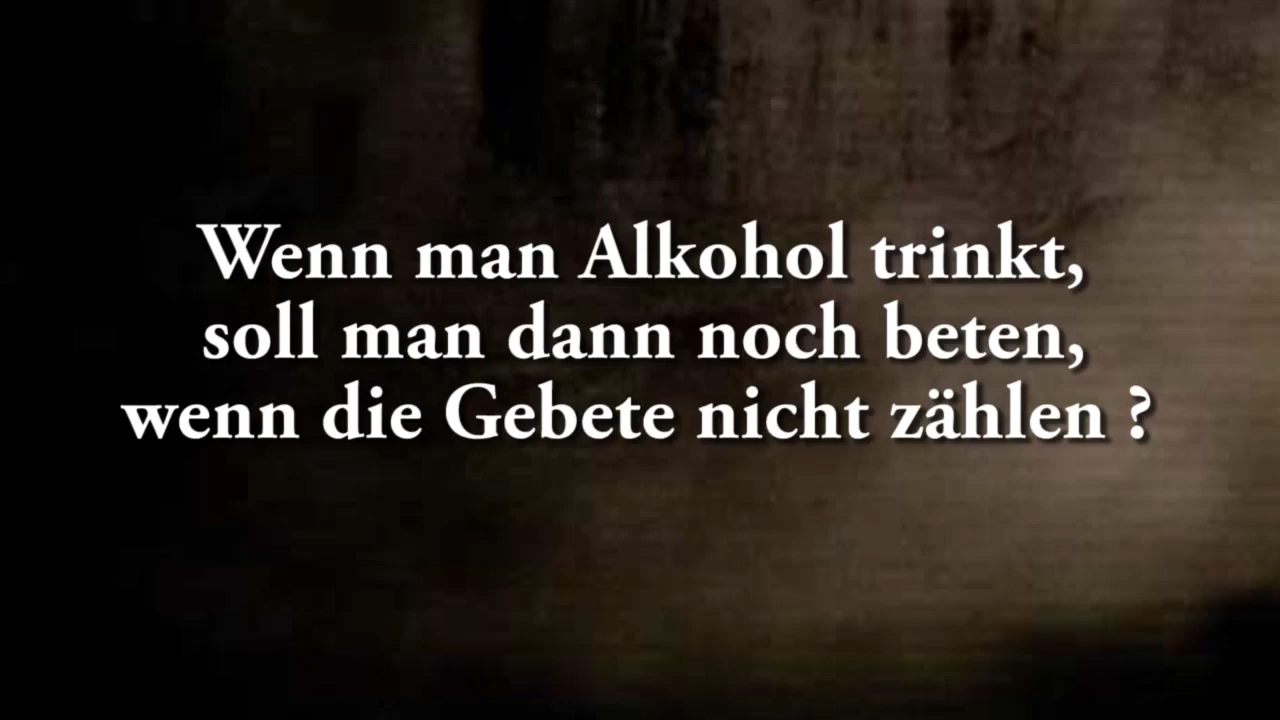 Wenn man Alkohol trinkt,
soll man dann noch beten,
wenn die Gebete nicht zählen ?